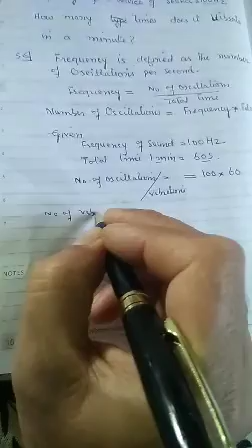 How many times does it vibrate
in a minute?
Sol Frequency is defined as the number
of Oscillations per second.
Frequency = No. of Oscillations
Total time
Number of Oscillations = Frequency ×
Given
Frequency of Sound = 100 HZ
Total time 1 min = 60s
No. of Oscillations / vibrations = = 100 × 60
No of vib
NOTES